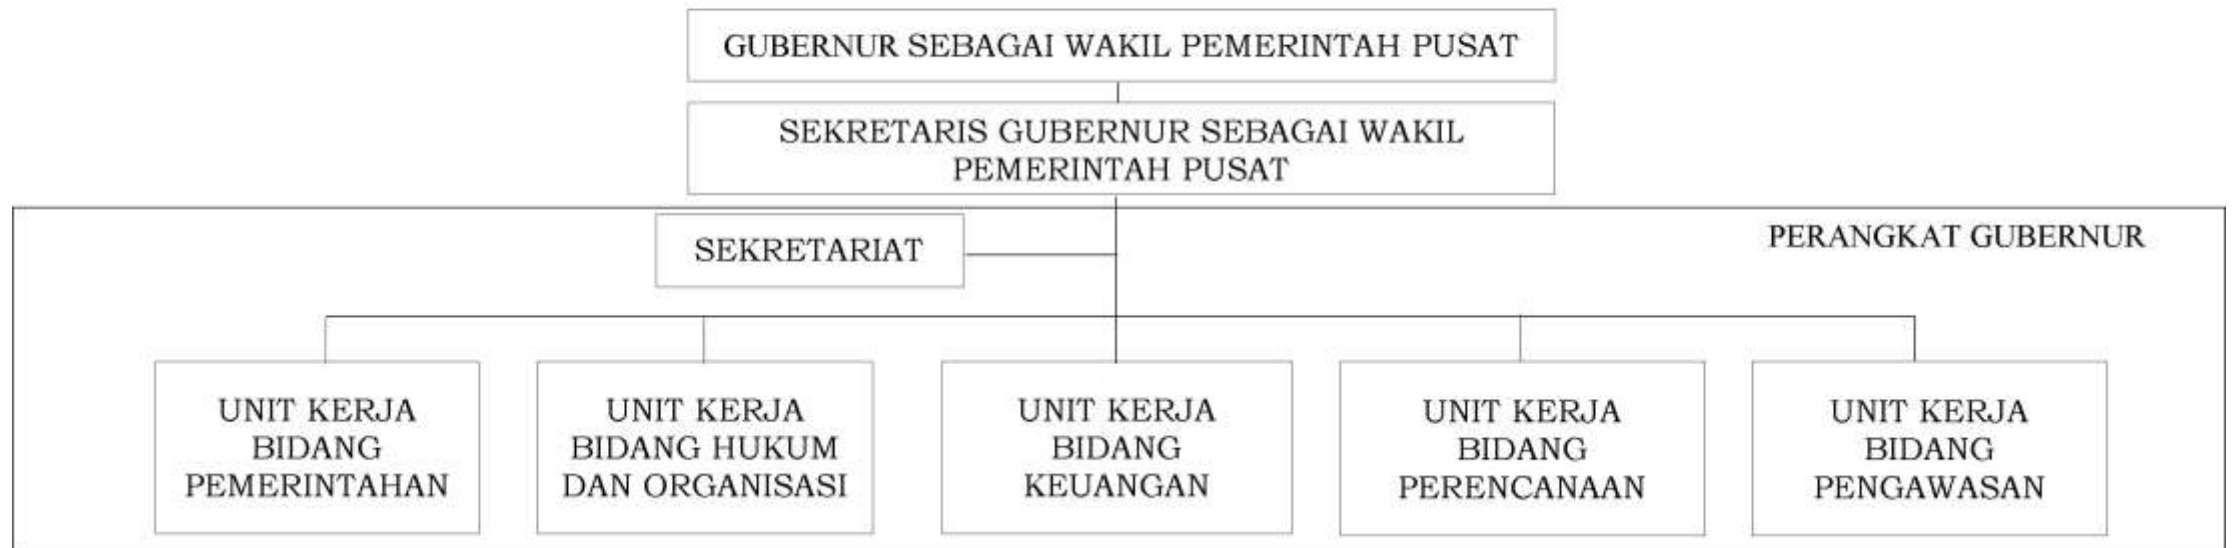 GUBERNUR SEBAGAI WAKIL PEMERINTAH PUSAT
SEKRETARIS GUBERNUR SEBAGAI WAKIL
PEMERINTAH PUSAT
SEKRETARIAT
PERANGKAT GUBERNUR
UNIT KERJA
BIDANG
PEMERINTAHAN
UNIT KERJA
BIDANG HUKUM
DAN ORGANISASI
UNIT KERJA
BIDANG
KEUANGAN
UNIT KERJA
BIDANG
PERENCANAAN
UNIT KERJA
BIDANG
PENGAWASAN